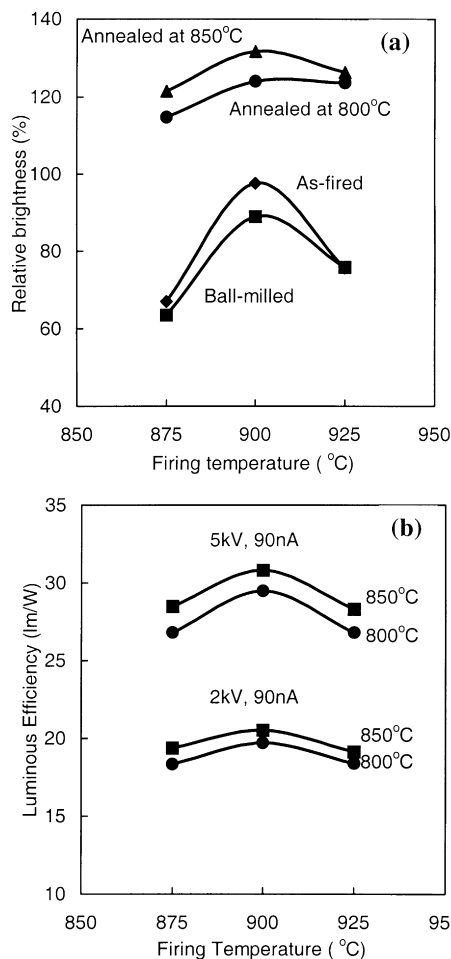 140
Annealed at 850°C
(a)
120
Annealed at 800°C
100
As-fired
80
Ball-milled
60
40
Relative brightness (%)
850 875 900 925 950
Firing temperature ( °C)
35
(b)
5kV, 90nA
30
850°C
800°C
25
2kV, 90nA
20
850°C
800°C
15
10
Luminous Efficiency (lm/W)
850 875 900 925 95
Firing Temperature ( °C)